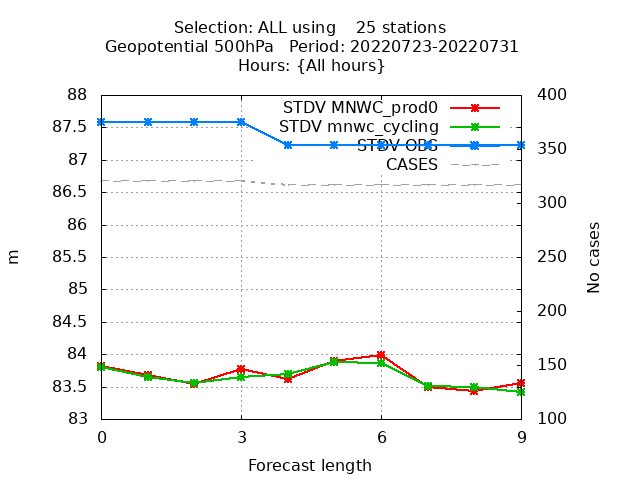 Selection: ALL using    25 stations
Geopotential 500hPa   Period: 20220723-20220731
Hours: {All hours}
88
87.5
87
86.5
86
85.5
85
84.5
84
83.5
83
400
350
300
250
200
150
100
STDV MNWC_prod0
STDV mnwc_cycling
STDV OBS
CASES
m
No cases
0
3
6
9
Forecast length